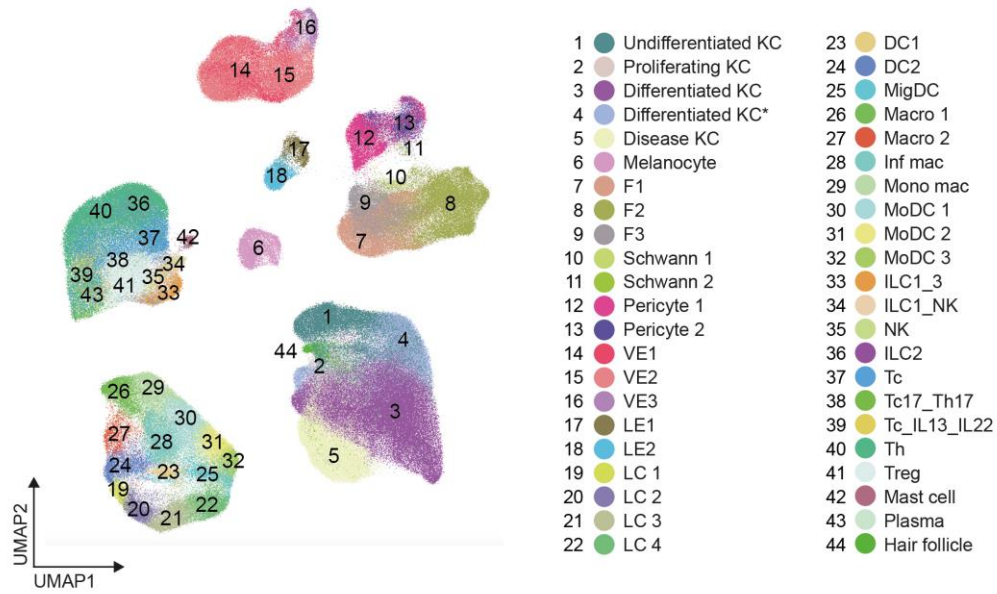 16
14
15
12
13
11
17
18
10
9
8
7
40
36
37
42
6
38
34
39
35
41
33
43
1
4
44
2
3
5
26
29
30
27
28
31
32
24
23
25
19
22
20
21
UMAP2
UMAP1
1 Undifferentiated KC
2 Proliferating KC
3 Differentiated KC
4 Differentiated KC*
5 Disease KC
6 Melanocyte
7 F1
8 F2
9 F3
10 Schwann 1
11 Schwann 2
12 Pericyte 1
13 Pericyte 2
14 VE1
15 VE2
16 VE3
17 LE1
18 LE2
19 LC 1
20 LC 2
21 LC 3
22 LC 4
23 DC1
24 DC2
25 MigDC
26 Macro 1
27 Macro 2
28 Inf mac
29 Mono mac
30 MoDC 1
31 MoDC 2
32 MoDC 3
33 ILC1_3
34 ILC1_NK
35 NK
36 ILC2
37 Tc
38 Tc17_Th17
39 Tc_IL13_IL22
40 Th
41 Treg
42 Mast cell
43 Plasma
44 Hair follicle